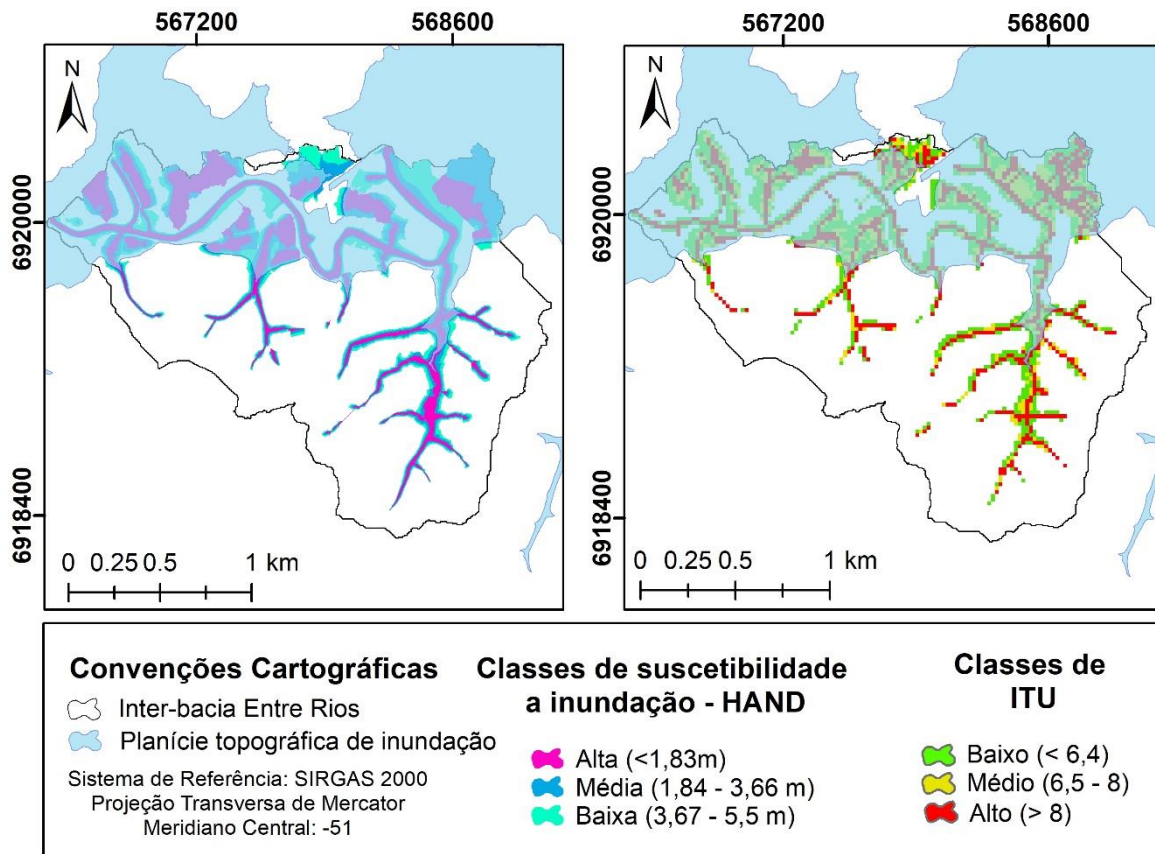 567200 568600
567200 568600
N
N
6920000
6918400
6920000
6918400
0 0.25 0.5 1 km
0 0.25 0.5 1 km
Convenções Cartográficas
Inter-bacia Entre Rios
Planície topográfica de inundação
Sistema de Referência: SIRGAS 2000
Projeção Transversa de Mercator
Meridiano Central: -51
Classes de suscetibilidade
a inundação - HAND
Alta (<1,83m)
Média (1,84 - 3,66 m)
Baixa (3,67 - 5,5 m)
Classes de
ITU
Baixo (< 6,4)
Médio (6,5 - 8)
Alto (> 8)